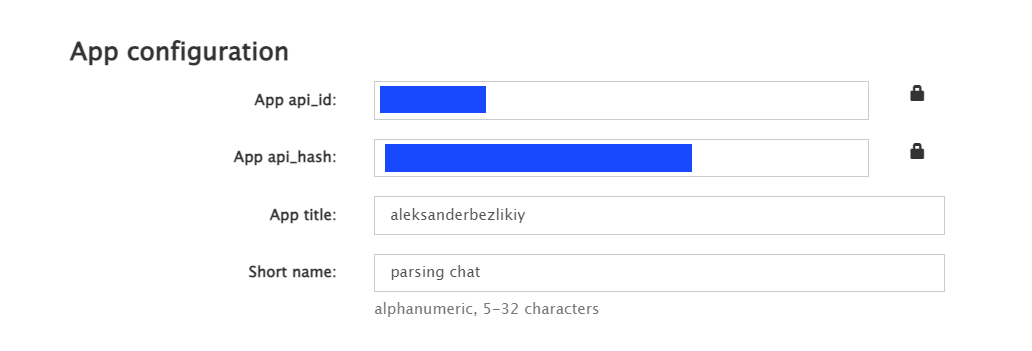 App configuration
App api_id:
App api_hash:
App title: aleksanderbezlikiy
Short name: parsing chat
alphanumeric, 5-32 characters